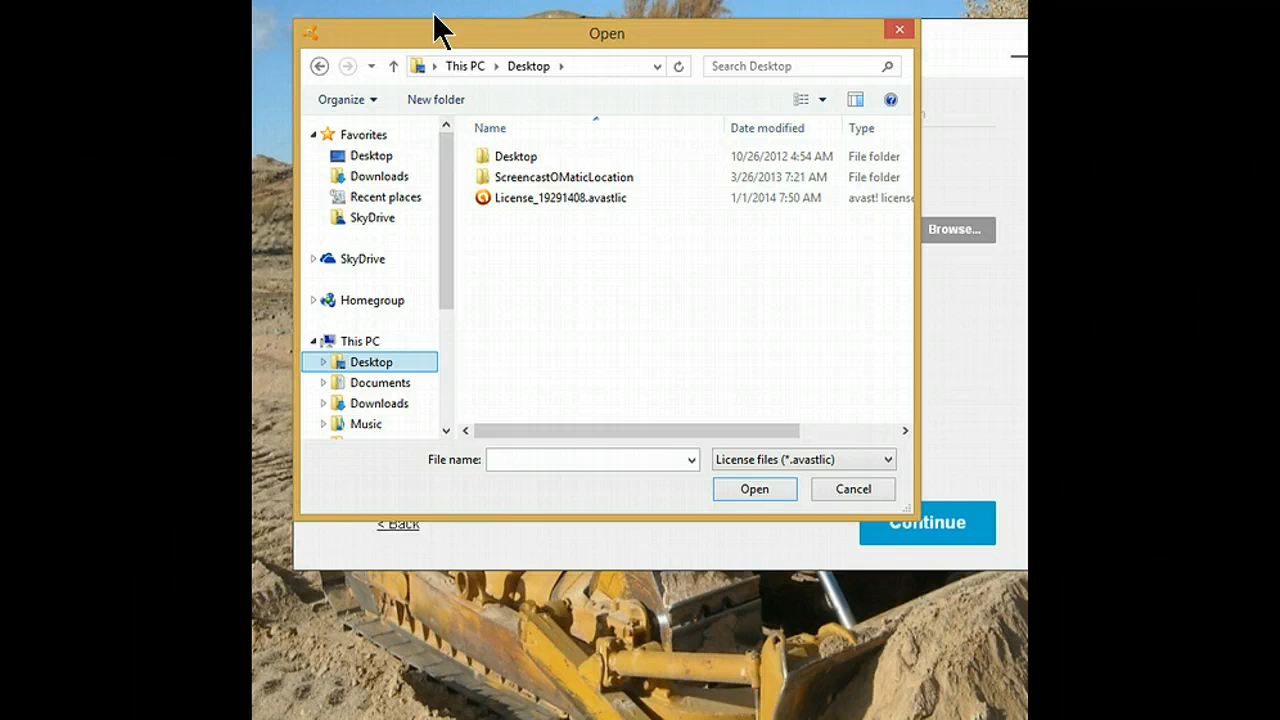 Open
This PC Desktop Search Desktop
Organize New folder
Name Date modified Type
Favorites
Desktop
Downloads
Recent places
SkyDrive
SkyDrive
Homegroup
This PC
Desktop
Documents
Downloads
Music
Desktop 10/26/2012 4:54 AM File folder
ScreencastOMaticLocation 3/26/2013 7:21 AM File folder
License_19291408.avastlic 1/1/2014 7:50 AM avast! license
Browse...
File name: License files (*.avastlic)
Open Cancel
< Back Continue